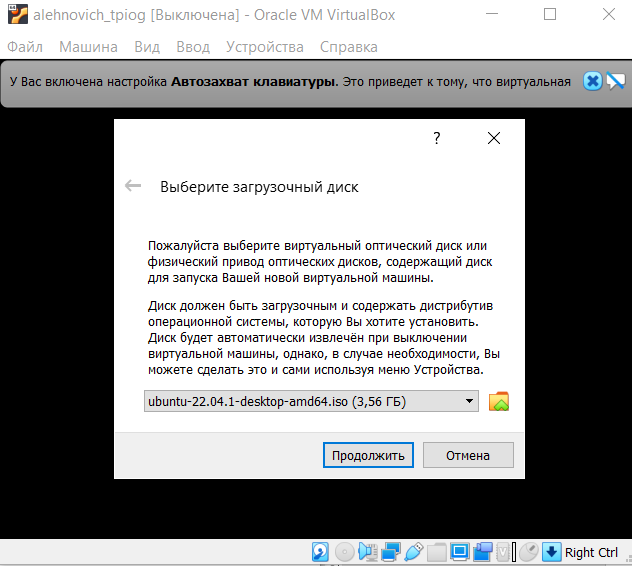 alehnovich_tpiog [Выключена] - Oracle VM VirtualBox
Файл Машина Вид Ввод Устройства Справка
У Вас включена настройка Автозахват клавиатуры. Это приведет к тому, что виртуальная
?
Выберите загрузочный диск
Пожалуйста выберите виртуальный оптический диск или
физический привод оптических дисков, содержащий диск
для запуска Вашей новой виртуальной машины.
Диск должен быть загрузочным и содержать дистрибутив
операционной системы, которую Вы хотите установить.
Диск будет автоматически извлечён при выключении
виртуальной машины, однако, в случае необходимости, Вы
можете сделать это и сами используя меню Устройства.
ubuntu-22.04.1-desktop-amd64.iso (3,56 ГБ)
Продолжить Отмена
Right Ctrl